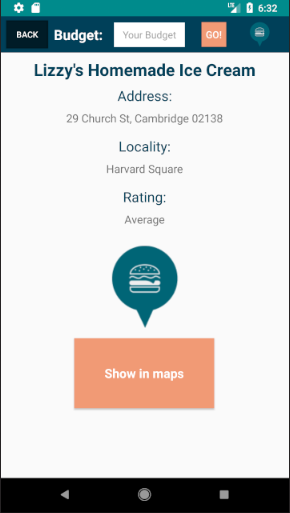 LTE 6:32
BACK Budget: Your Budget GO!
Lizzy's Homemade Ice Cream
Address:
29 Church St, Cambridge 02138
Locality:
Harvard Square
Rating:
Average
Show in maps